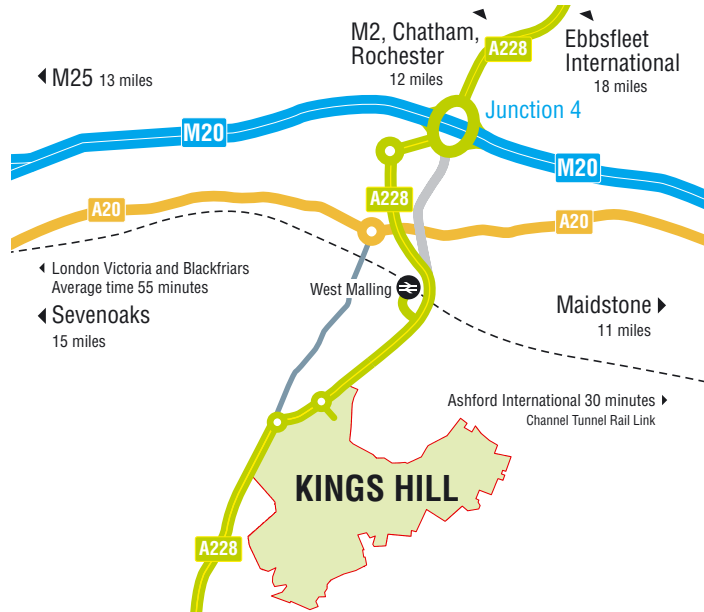 M2, Chatham,
Rochester
12 miles
A228
Ebbsfleet
International
18 miles
M25 13 miles
Junction 4
M20
M20
A228
A20
A20
London Victoria and Blackfriars
Average time 55 minutes
West Malling
Sevenoaks
15 miles
Maidstone
11 miles
Ashford International 30 minutes
Channel Tunnel Rail Link
KINGS HILL
A228